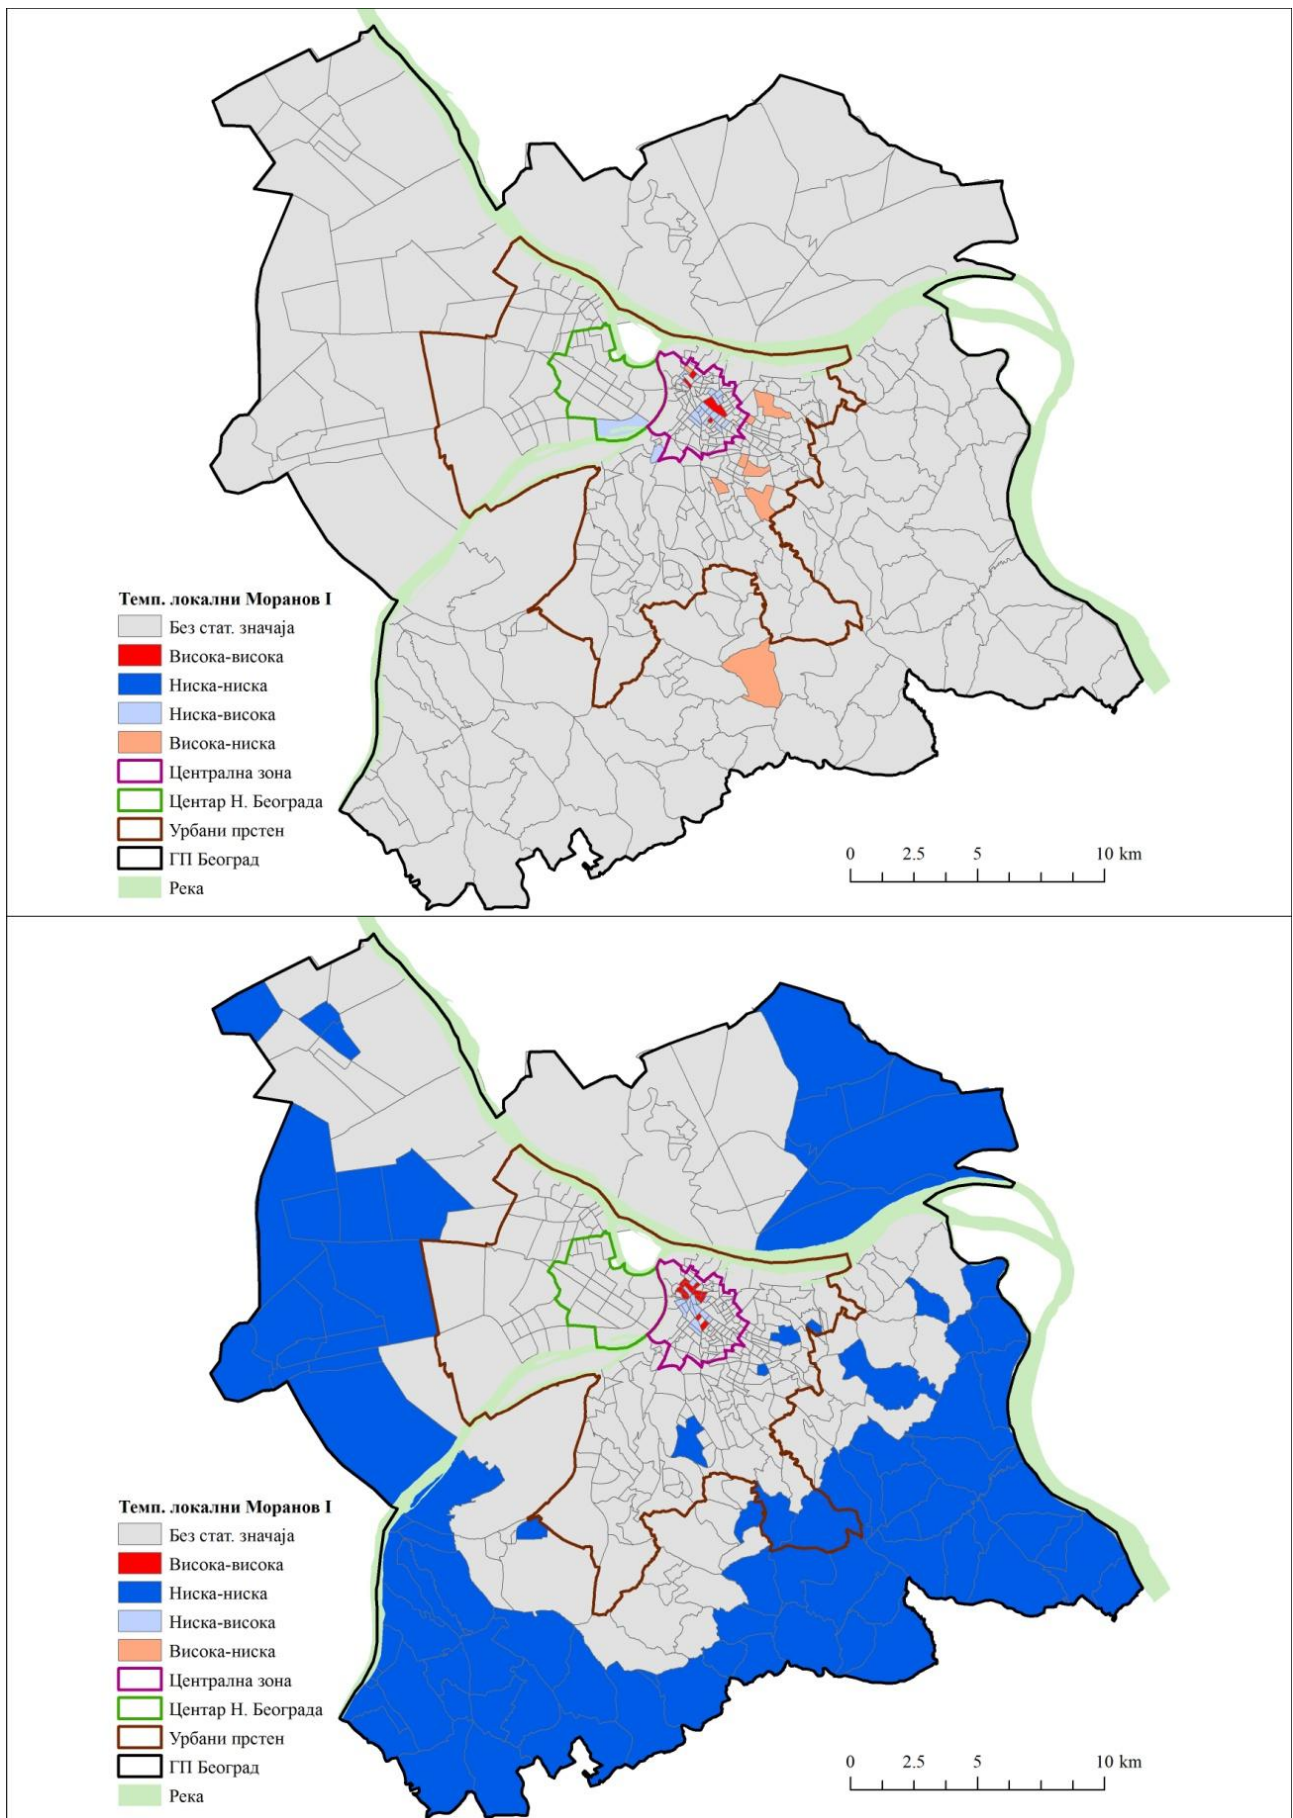 Темп. локални Моранов I
Без стат. значаја
Висока-висока
Ниска-ниска
Ниска-висока
Висока-ниска
Централна зона
Центар Н. Београда
Урбани прстен
ГП Београд
Река
0 2.5 5 10 km
Темп. локални Моранов I
Без стат. значаја
Висока-висока
Ниска-ниска
Ниска-висока
Висока-ниска
Централна зона
Центар Н. Београда
Урбани прстен
ГП Београд
Река
0 2.5 5 10 km